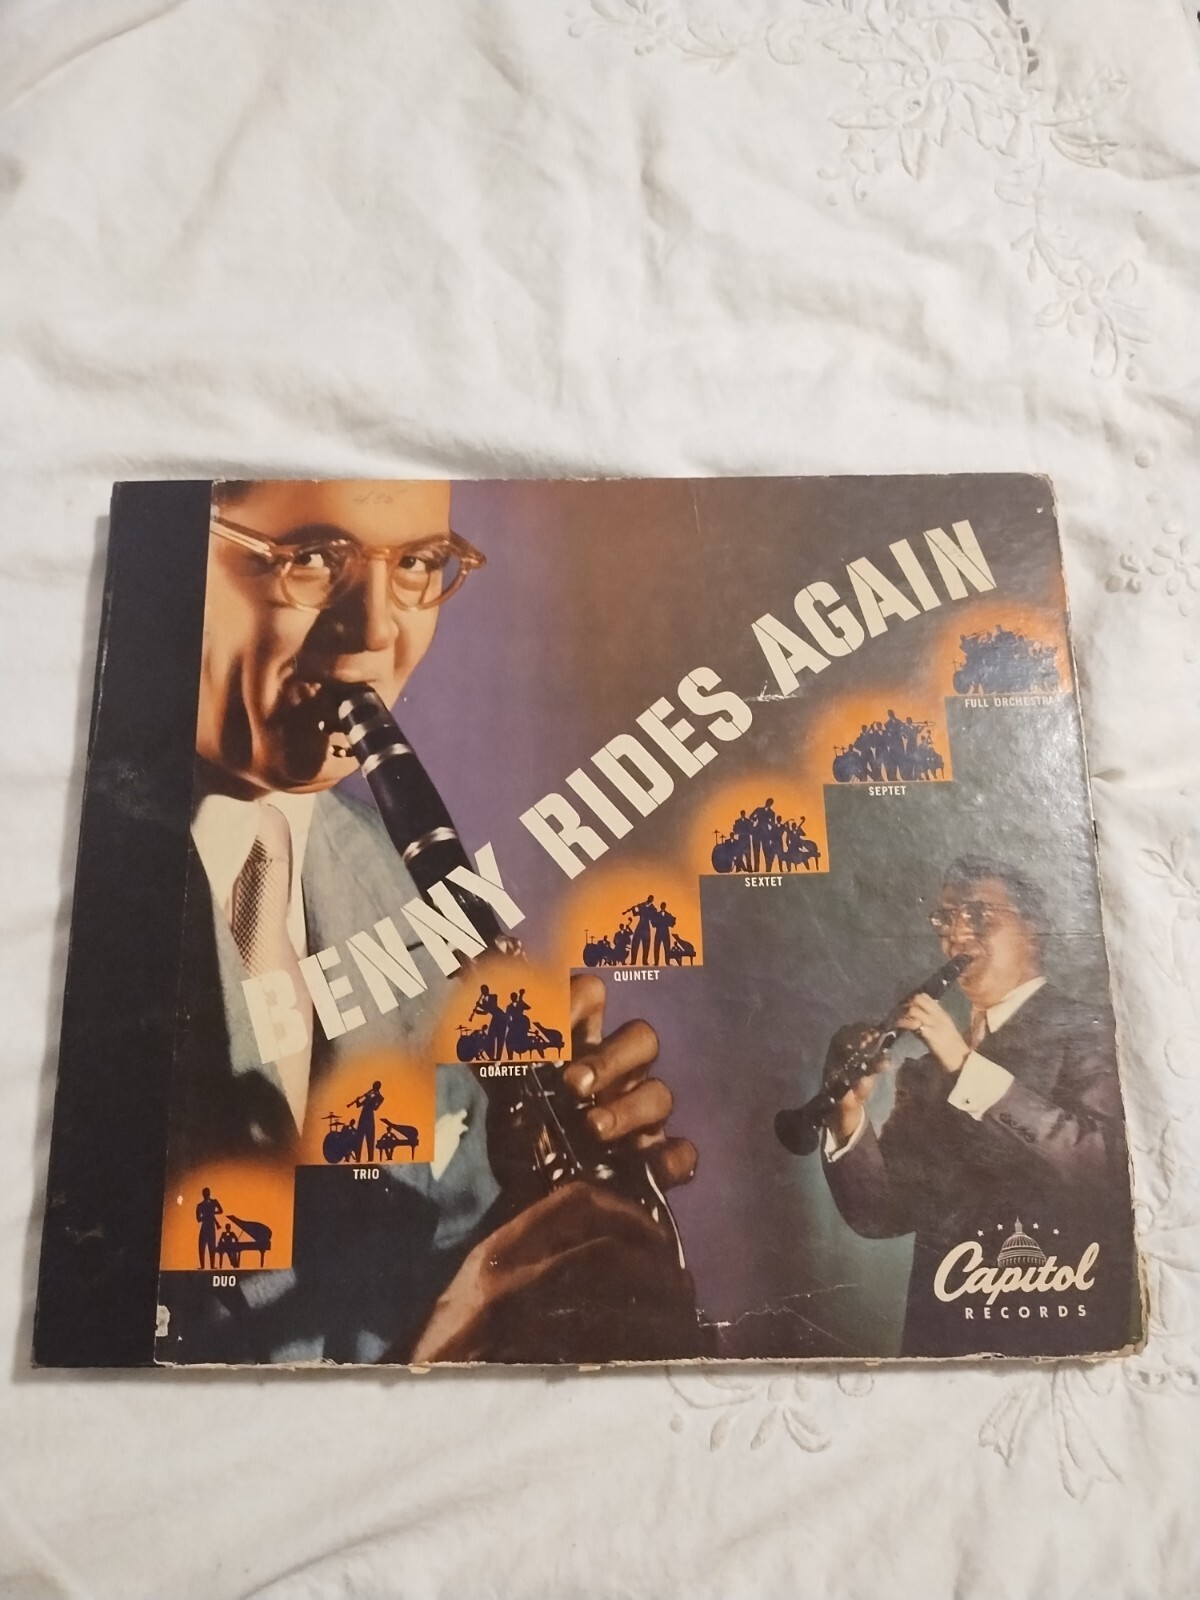 BENNY RIDES AGAIN
FULL ORCHESTRA
SEPTET
SEXTET
QUINTET
QUARTET
TRIO
DUO
Capitol
RECORDS